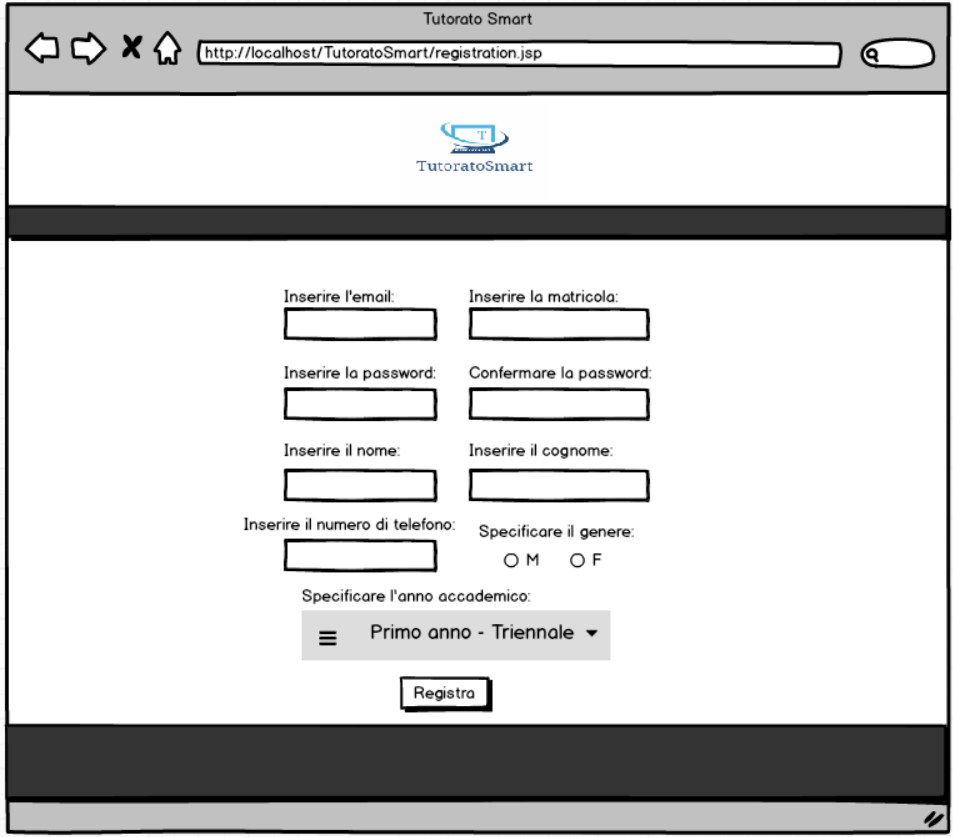 Tutorato Smart
http://localhost/TutoratoSmart/registration.jsp
T
TutoratoSmart
Inserire l'email: Inserire la matricola:
Inserire la password: Confermare la password:
Inserire il nome: Inserire il cognome:
Inserire il numero di telefono: Specificare il genere:
M F
Specificare l'anno accademico:
Primo anno - Triennale
Registra